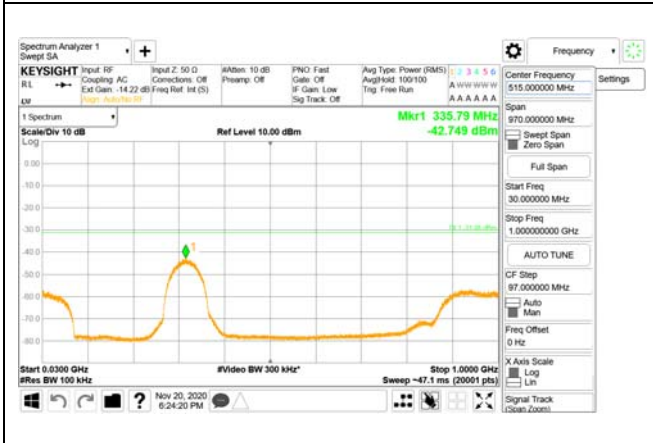 Spectrum Analyzer 1
Swept SA
+
Frequency
KEYSIGHT
Input: RF
Coupling: AC
Ext Gain: -14.22 dB
Align: Auto/No RF
Input Z: 50 Ω
Corrections: Off
Freq Ref: Int (S)
#Atten: 10 dB
Preamp: Off
PNO: Fast
Gate: Off
IF Gain: Low
Sig Track: Off
Avg Type: Power (RMS)
Avg|Hold: 100/100
Trig: Free Run
1 2 3 4 5 6
A W W W W W
A A A A A A
RL
1 Spectrum
Scale/Div 10 dB
Ref Level 10.00 dBm
Mkr1 335.79 MHz
-42.749 dBm
Log
0.00
-10.0
-20.0
-30.0
-40.0
-50.0
-60.0
-70.0
-80.0
1
Start 0.0300 GHz
#Res BW 100 kHz
#Video BW 300 kHz*
Stop 1.0000 GHz
Sweep ~47.1 ms (20001 pts)
Nov 20, 2020
6:24:20 PM
?
Center Frequency
515.000000 MHz
Settings
Span
970.000000 MHz
Swept Span
Zero Span
Full Span
Start Freq
30.000000 MHz
Stop Freq
1.000000000 GHz
AUTO TUNE
CF Step
97.000000 MHz
Auto
Man
Freq Offset
0 Hz
X Axis Scale
Log
Lin
Signal Track
(Span Zoom)